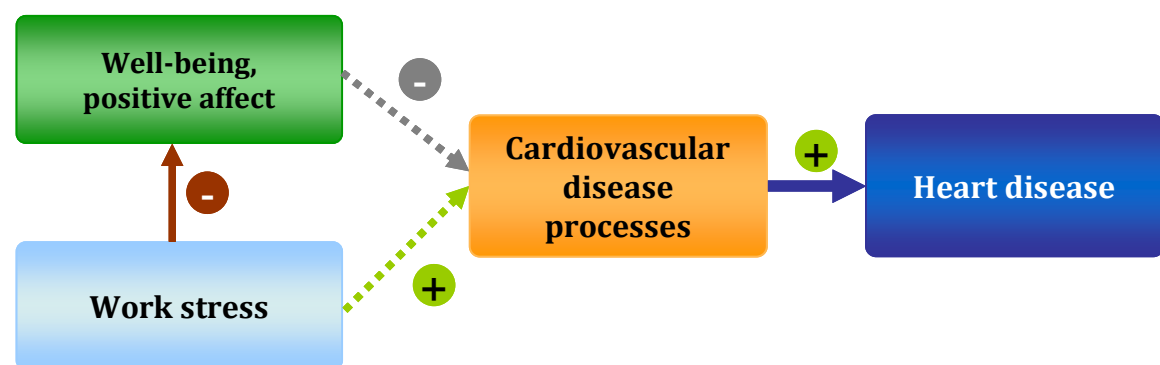 Well-being,
positive affect
-
Cardiovascular
disease
processes
+
Heart disease
-
Work stress
+